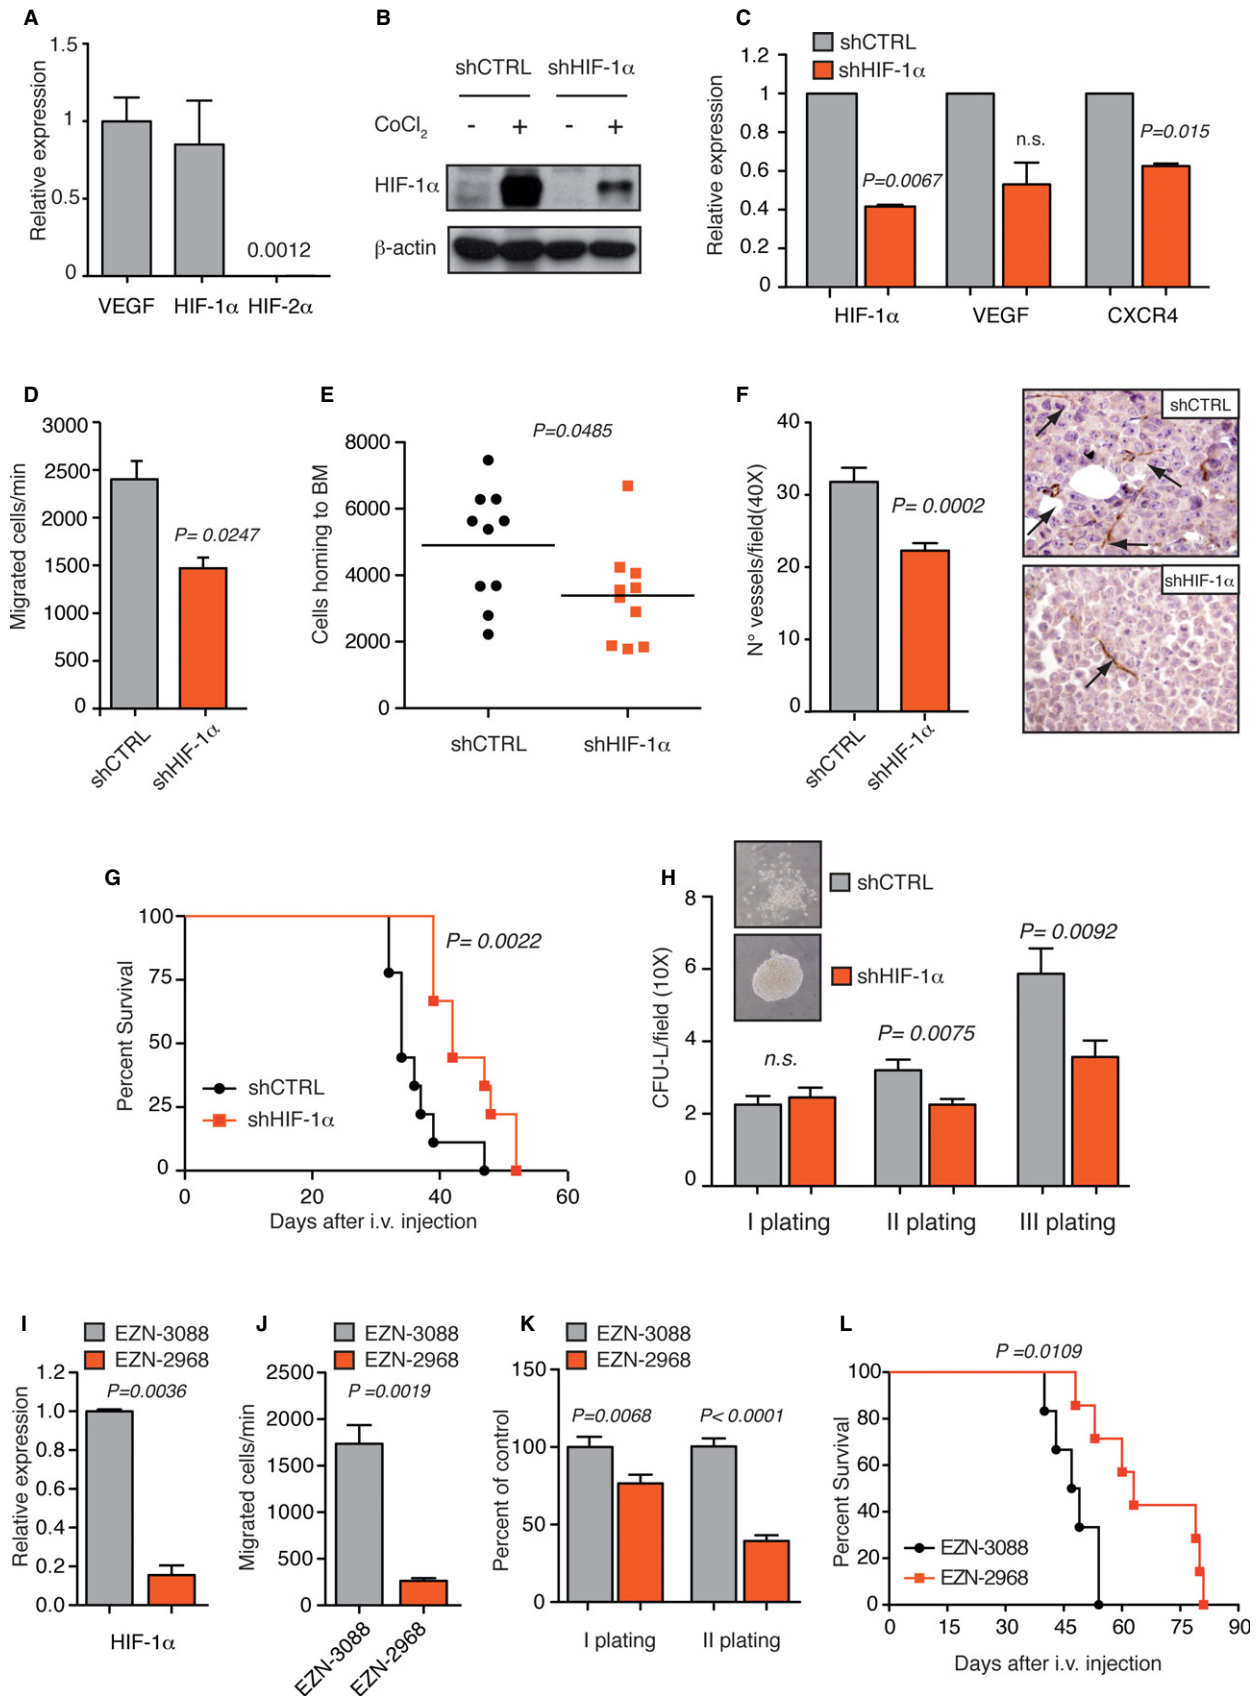 A
Relative expression
1.5
1
0.5
0
0.0012
VEGF HIF-1α HIF-2α
B
shCTRL shHIF-1α
CoCl2 - + - +
HIF-1α
β-actin
C
shCTRL
shHIF-1α
Relative expression
1.2
1
0.8
0.6
0.4
0.2
0
P=0.0067
n.s.
P=0.015
HIF-1α VEGF CXCR4
D
Migrated cells/min
3000
2500
2000
1500
1000
500
0
P= 0.0247
shCTRL
shHIF-1α
E
Cells homing to BM
8000
6000
4000
2000
0
P=0.0485
shCTRL shHIF-1α
F
N° vessels/field(40X)
40
30
20
10
0
P= 0.0002
shCTRL
shHIF-1α
shCTRL
shHIF-1α
G
Percent Survival
100
75
50
25
0
P= 0.0022
shCTRL
shHIF-1α
0 20 40 60
Days after i.v. injection
H
shCTRL
shHIF-1α
CFU-L/field (10X)
8
6
4
2
0
n.s.
P= 0.0075
P= 0.0092
I plating II plating III plating
I
EZN-3088
EZN-2968
Relative expression
1.2
1.0
0.8
0.6
0.4
0.2
0.0
P=0.0036
HIF-1α
J
EZN-3088
EZN-2968
Migrated cells/min
2500
2000
1500
1000
500
0
P =0.0019
EZN-3088
EZN-2968
K
EZN-3088
EZN-2968
Percent of control
150
100
50
0
P=0.0068
P< 0.0001
I plating II plating
L
P =0.0109
Percent Survival
100
80
60
40
20
0
EZN-3088
EZN-2968
0 15 30 45 60 75 90
Days after i.v. injection